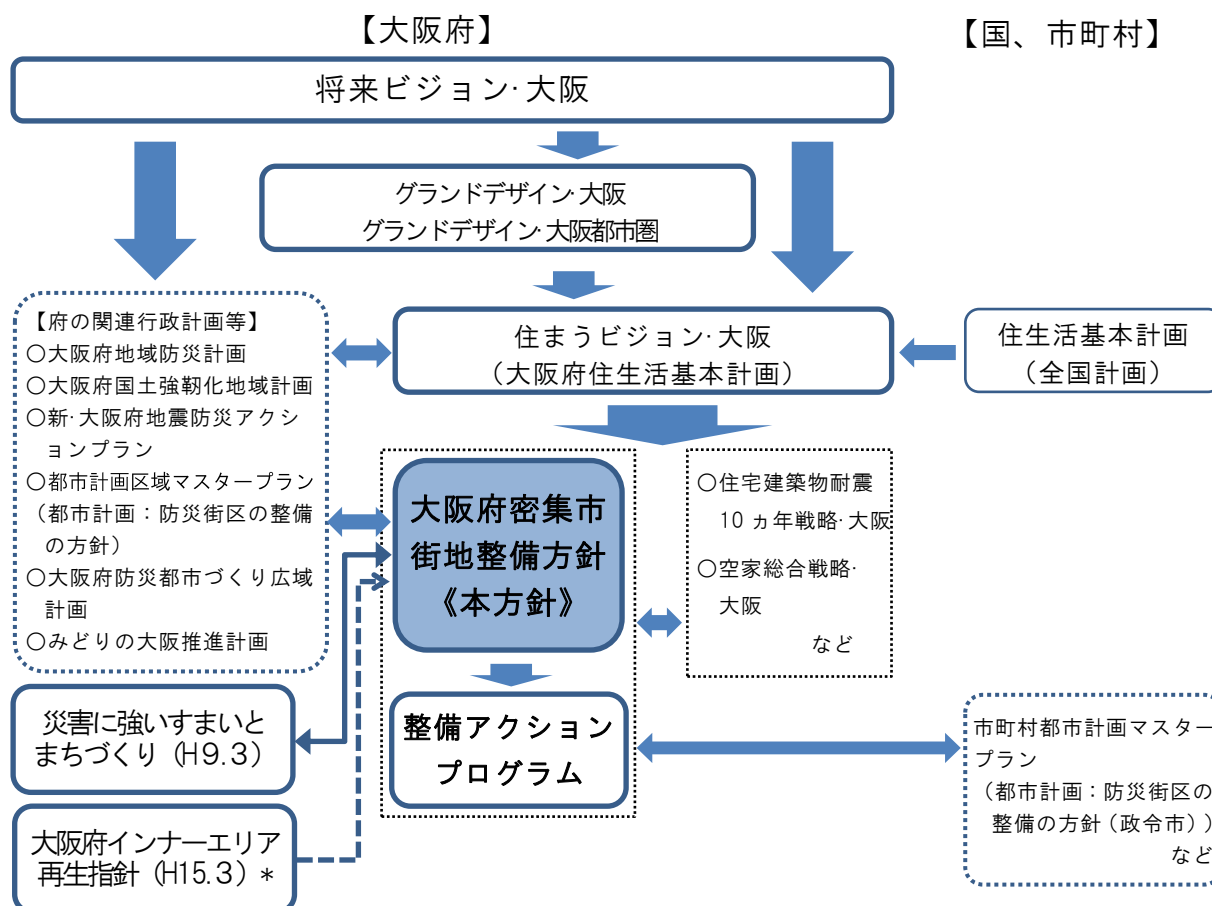 【大阪府】
【国、市町村】
将来ビジョン・大阪
グランドデザイン・大阪
グランドデザイン・大阪都市圏
【府の関連行政計画等】
○大阪府地域防災計画
○大阪府国土強靭化地域計画
○新・大阪府地震防災アクシ
ョンプラン
○都市計画区域マスタープラン
（都市計画：防災街区の整備
の方針）
○大阪府防災都市づくり広域
計画
○みどりの大阪推進計画
住まうビジョン・大阪
（大阪府住生活基本計画）
住生活基本計画
（全国計画）
大阪府密集市
街地整備方針
《本方針》
○住宅建築物耐震
10ヵ年戦略・大阪
○空家総合戦略・
大阪
など
整備アクション
プログラム
災害に強いすまいと
まちづくり（H9.3）
大阪府インナーエリア
再生指針（H15.3）*
市町村都市計画マスター
プラン
（都市計画：防災街区の
整備の方針（政令市））
など